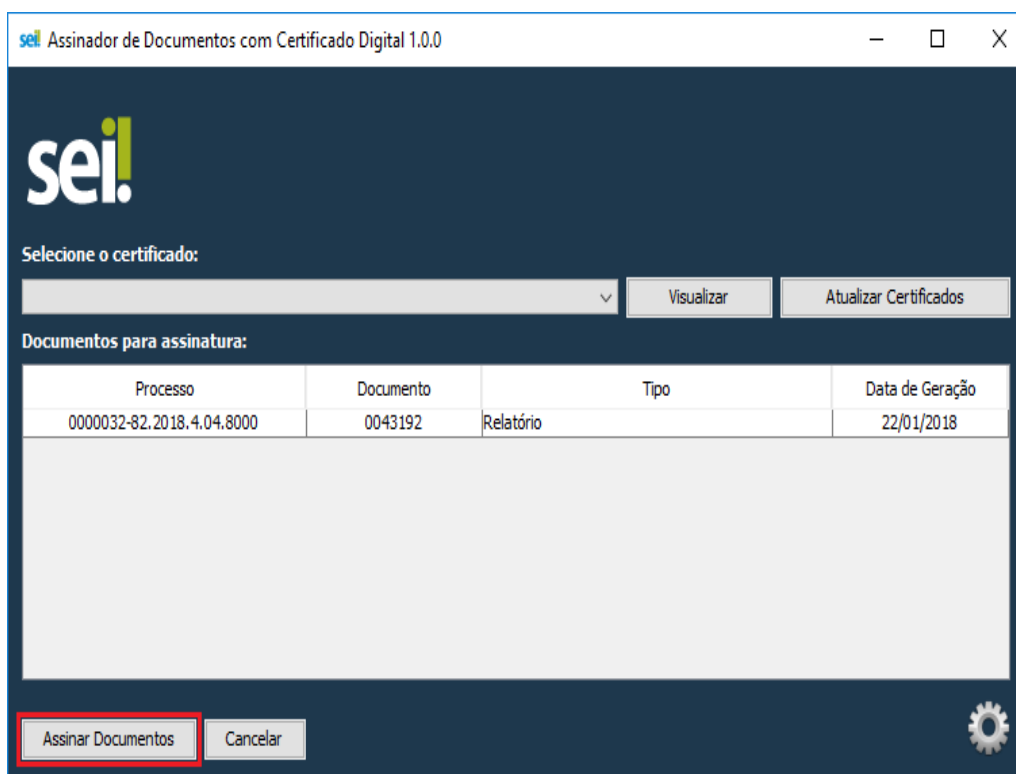 sei! Assinador de Documentos com Certificado Digital 1.0.0
sei!
Selecione o certificado:
Visualizar Atualizar Certificados
Documentos para assinatura:
Processo Documento Tipo Data de Geração
0000032-82.2018.4.04.8000 0043192 Relatório 22/01/2018
Assinar Documentos Cancelar